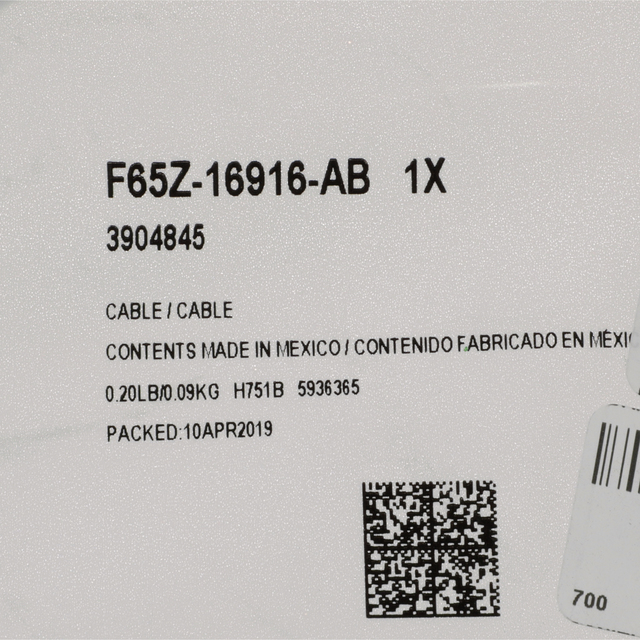 F65Z-16916-AB 1X
3904845
CABLE / CABLE
CONTENTS MADE IN MEXICO / CONTENIDO FABRICADO EN
0.20LB/0.09KG H751B 5936365
PACKED:10APR2019
700